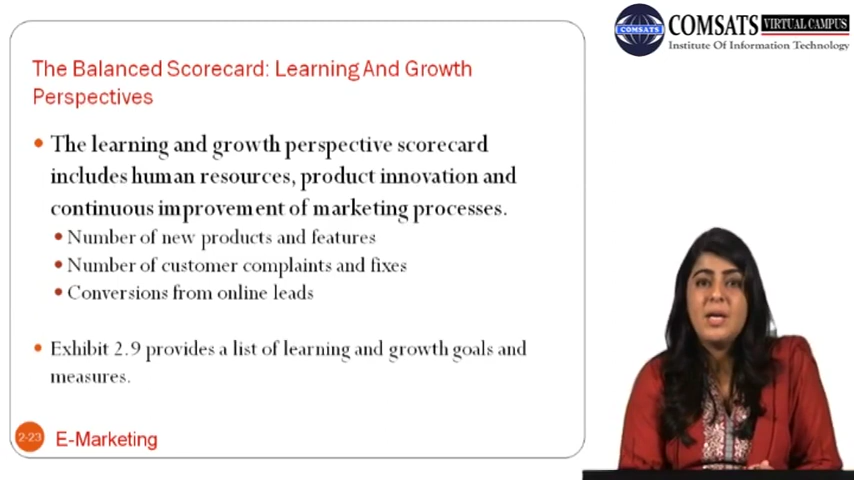 COMSATS VIRTUAL CAMPUS
COMSATS
Institute Of Information Technology
The Balanced Scorecard: Learning And Growth
Perspectives
• The learning and growth perspective scorecard
includes human resources, product innovation and
continuous improvement of marketing processes.
• Number of new products and features
• Number of customer complaints and fixes
• Conversions from online leads
• Exhibit 2.9 provides a list of learning and growth goals and
measures.
2-23 E-Marketing